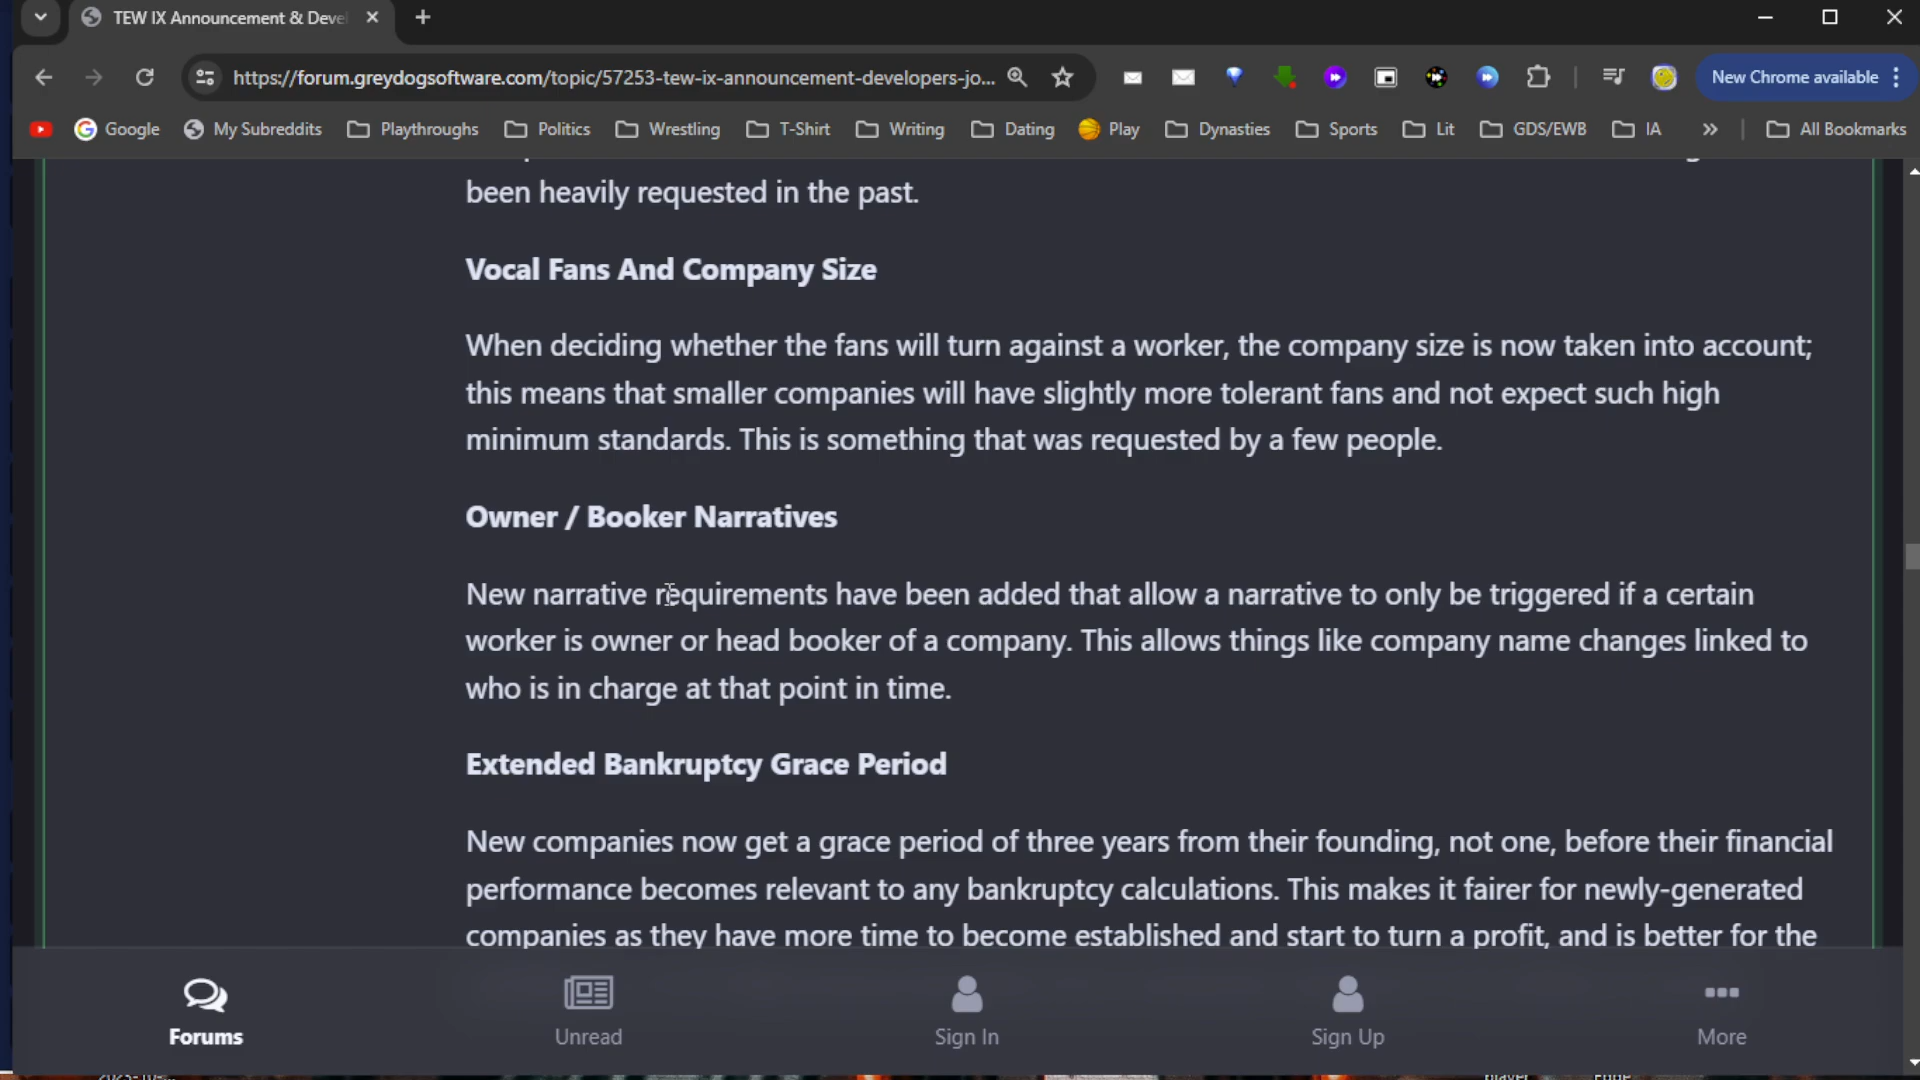 TEW IX Announcement & Deve
https://forum.greydogsoftware.com/topic/57253-tew-ix-announcement-developers-jo...
New Chrome available
Google
My Subreddits
Playthroughs
Politics
Wrestling
T-Shirt
Writing
Dating
Play
Dynasties
Sports
Lit
GDS/EWB
IA
All Bookmarks
been heavily requested in the past.
Vocal Fans And Company Size
When deciding whether the fans will turn against a worker, the company size is now taken into account;
this means that smaller companies will have slightly more tolerant fans and not expect such high
minimum standards. This is something that was requested by a few people.
Owner / Booker Narratives
New narrative requirements have been added that allow a narrative to only be triggered if a certain
worker is owner or head booker of a company. This allows things like company name changes linked to
who is in charge at that point in time.
Extended Bankruptcy Grace Period
New companies now get a grace period of three years from their founding, not one, before their financial
performance becomes relevant to any bankruptcy calculations. This makes it fairer for newly-generated
companies as they have more time to become established and start to turn a profit, and is better for the
Forums
Unread
Sign In
Sign Up
More